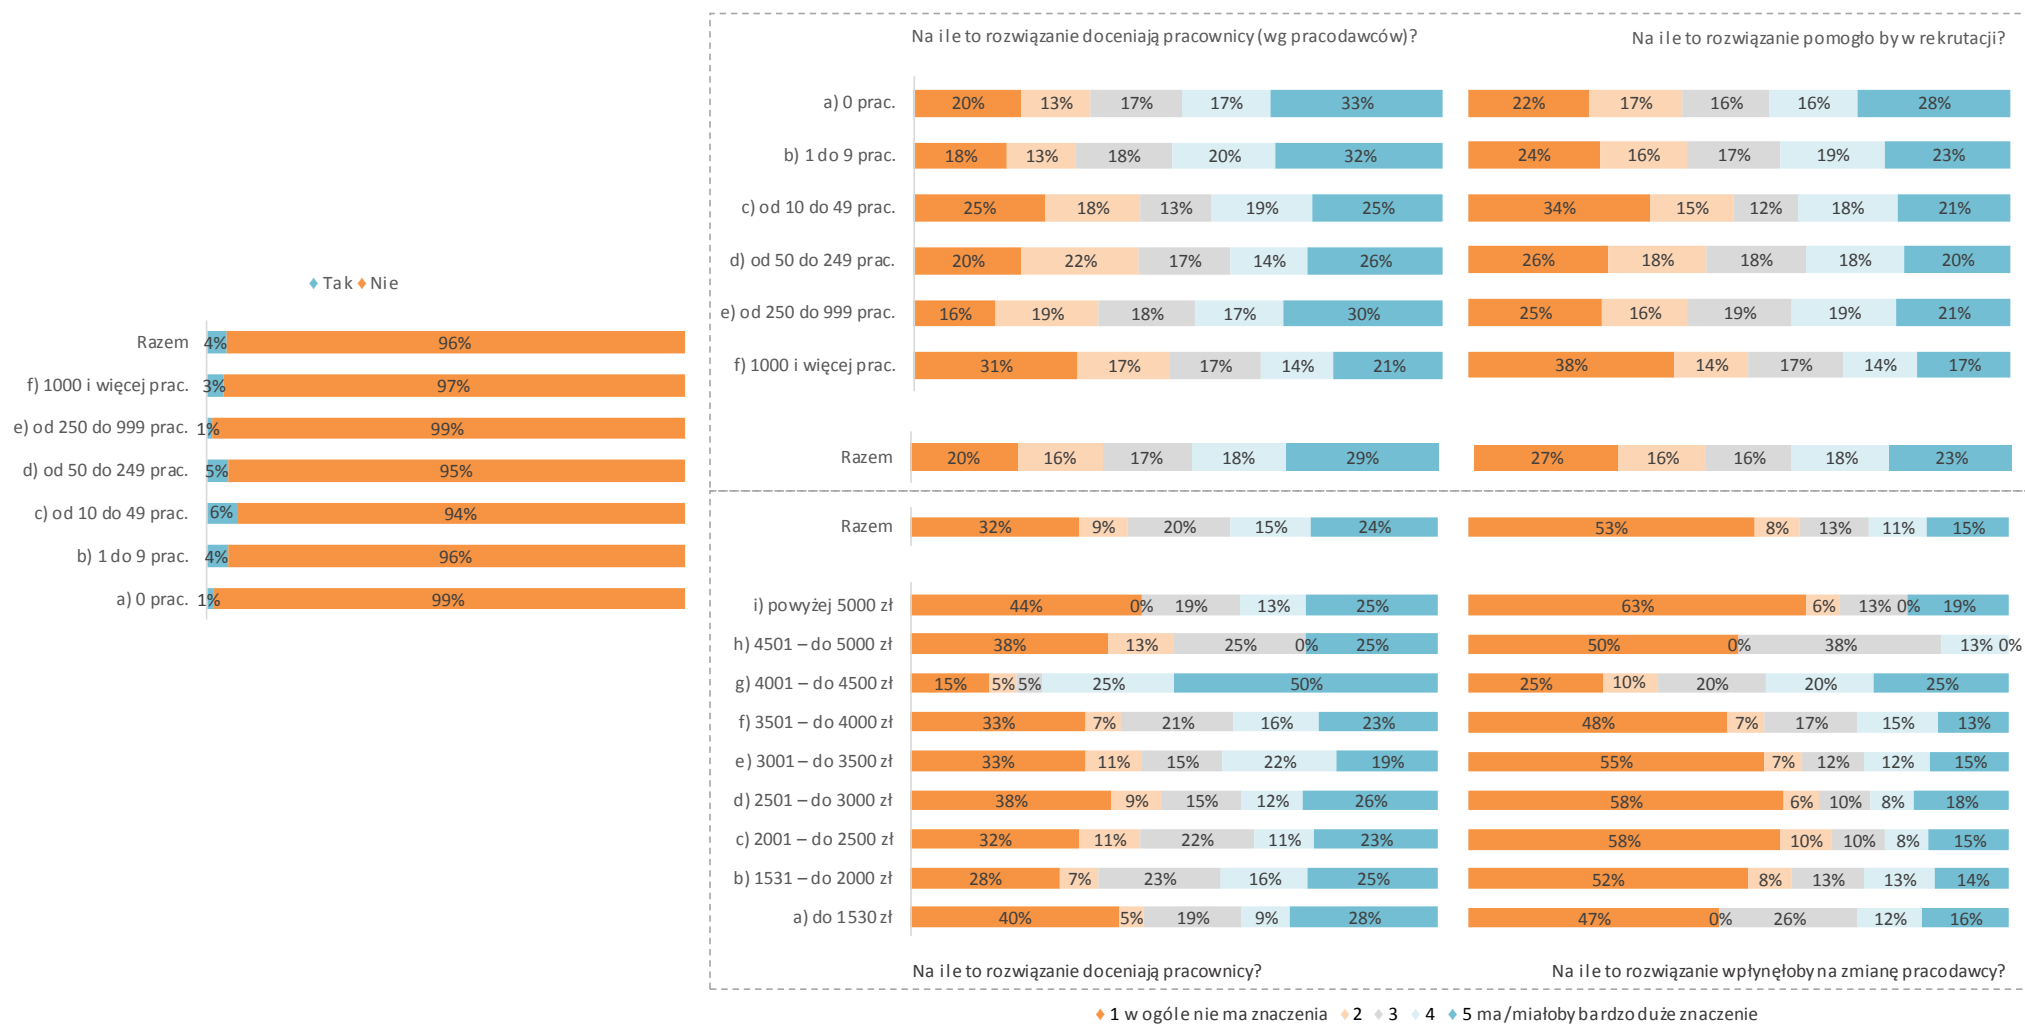 Tak Nie
Razem 4% 96%
f) 1000 i więcej prac. 3% 97%
e) od 250 do 999 prac. 1% 99%
d) od 50 do 249 prac. 5% 95%
c) od 10 do 49 prac. 6% 94%
b) 1 do 9 prac. 4% 96%
a) 0 prac. 1% 99%
Na ile to rozwiązanie doceniają pracownicy (wg pracodawców)? Na ile to rozwiązanie pomogło by w rekrutacji?
a) 0 prac. 20% 13% 17% 17% 33% 22% 17% 16% 16% 28%
b) 1 do 9 prac. 18% 13% 18% 20% 32% 24% 16% 17% 19% 23%
c) od 10 do 49 prac. 25% 18% 13% 19% 25% 34% 15% 12% 18% 21%
d) od 50 do 249 prac. 20% 22% 17% 14% 26% 26% 18% 18% 18% 20%
e) od 250 do 999 prac. 16% 19% 18% 17% 30% 25% 16% 19% 19% 21%
f) 1000 i więcej prac. 31% 17% 17% 14% 21% 38% 14% 17% 14% 17%
Razem 20% 16% 17% 18% 29% 27% 16% 16% 18% 23%
Razem 32% 9% 20% 15% 24% 53% 8% 13% 11% 15%
i) powyżej 5000 zł 44% 0% 19% 13% 25% 63% 6% 13% 0% 19%
h) 4501 – do 5000 zł 38% 13% 25% 0% 25% 50% 0% 38% 13% 0%
g) 4001 – do 4500 zł 15% 5% 5% 25% 50% 25% 10% 20% 20% 25%
f) 3501 – do 4000 zł 33% 7% 21% 16% 23% 48% 7% 17% 15% 13%
e) 3001 – do 3500 zł 33% 11% 15% 22% 19% 55% 7% 12% 12% 15%
d) 2501 – do 3000 zł 38% 9% 15% 12% 26% 58% 6% 10% 8% 18%
c) 2001 – do 2500 zł 32% 11% 22% 11% 23% 58% 10% 10% 8% 15%
b) 1531 – do 2000 zł 28% 7% 23% 16% 25% 52% 8% 13% 13% 14%
a) do 1530 zł 40% 5% 19% 9% 28% 47% 0% 26% 12% 16%
Na ile to rozwiązanie doceniają pracownicy? Na ile to rozwiązanie wpłynęłoby na zmianę pracodawcy?
1 w ogóle nie ma znaczenia 2 3 4 5 ma/miałoby bardzo duże znaczenie